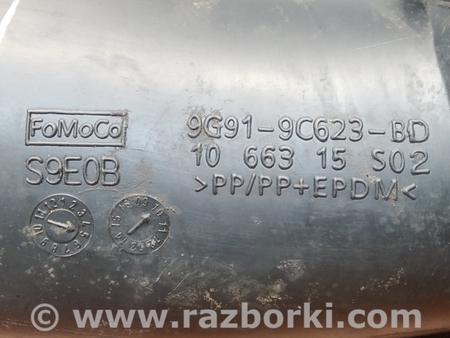 FoMoCo
S9E0B
9G91-9C623-BD
10 663 15 S02
>PP/PP+EPDM<
www.razborki.com